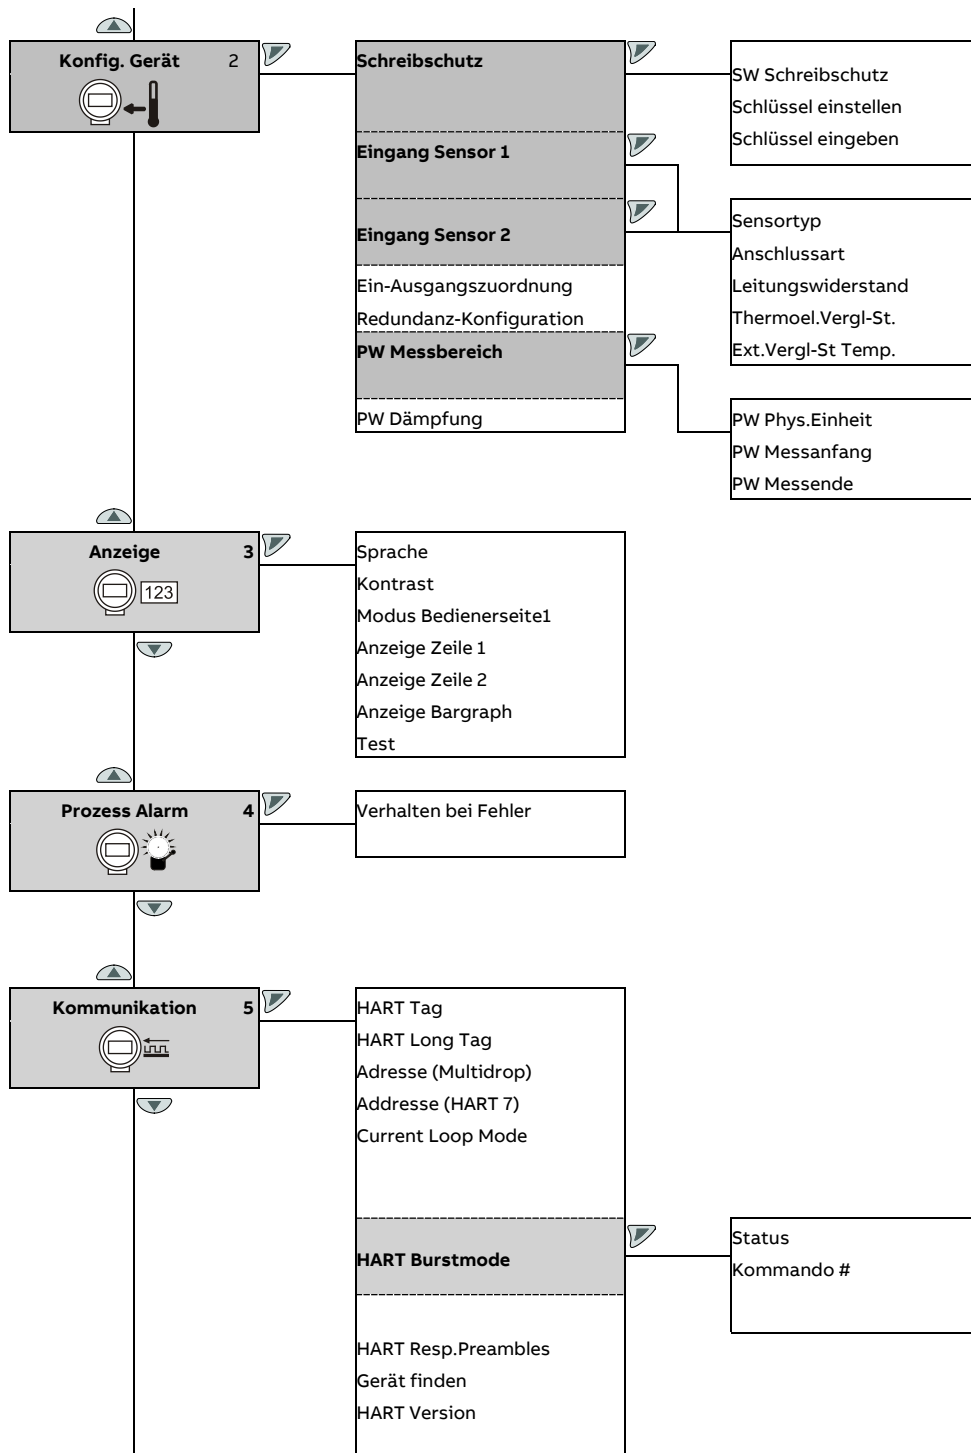 Konfig. Gerät 2
Schreibschutz
SW Schreibschutz
Schlüssel einstellen
Schlüssel eingeben
Eingang Sensor 1
Eingang Sensor 2
Sensortyp
Anschlussart
Leitungswiderstand
Thermoel.Vergl-St.
Ext.Vergl-St Temp.
Ein-Ausgangszuordnung
Redundanz-Konfiguration
PW Messbereich
PW Dämpfung
PW Phys.Einheit
PW Messanfang
PW Messende
Anzeige 3
123
Sprache
Kontrast
Modus Bedienerseite1
Anzeige Zeile 1
Anzeige Zeile 2
Anzeige Bargraph
Test
Prozess Alarm 4
Verhalten bei Fehler
Kommunikation 5
HART Tag
HART Long Tag
Adresse (Multidrop)
Addresse (HART 7)
Current Loop Mode
HART Burstmode
Status
Kommando #
HART Resp.Preambles
Gerät finden
HART Version